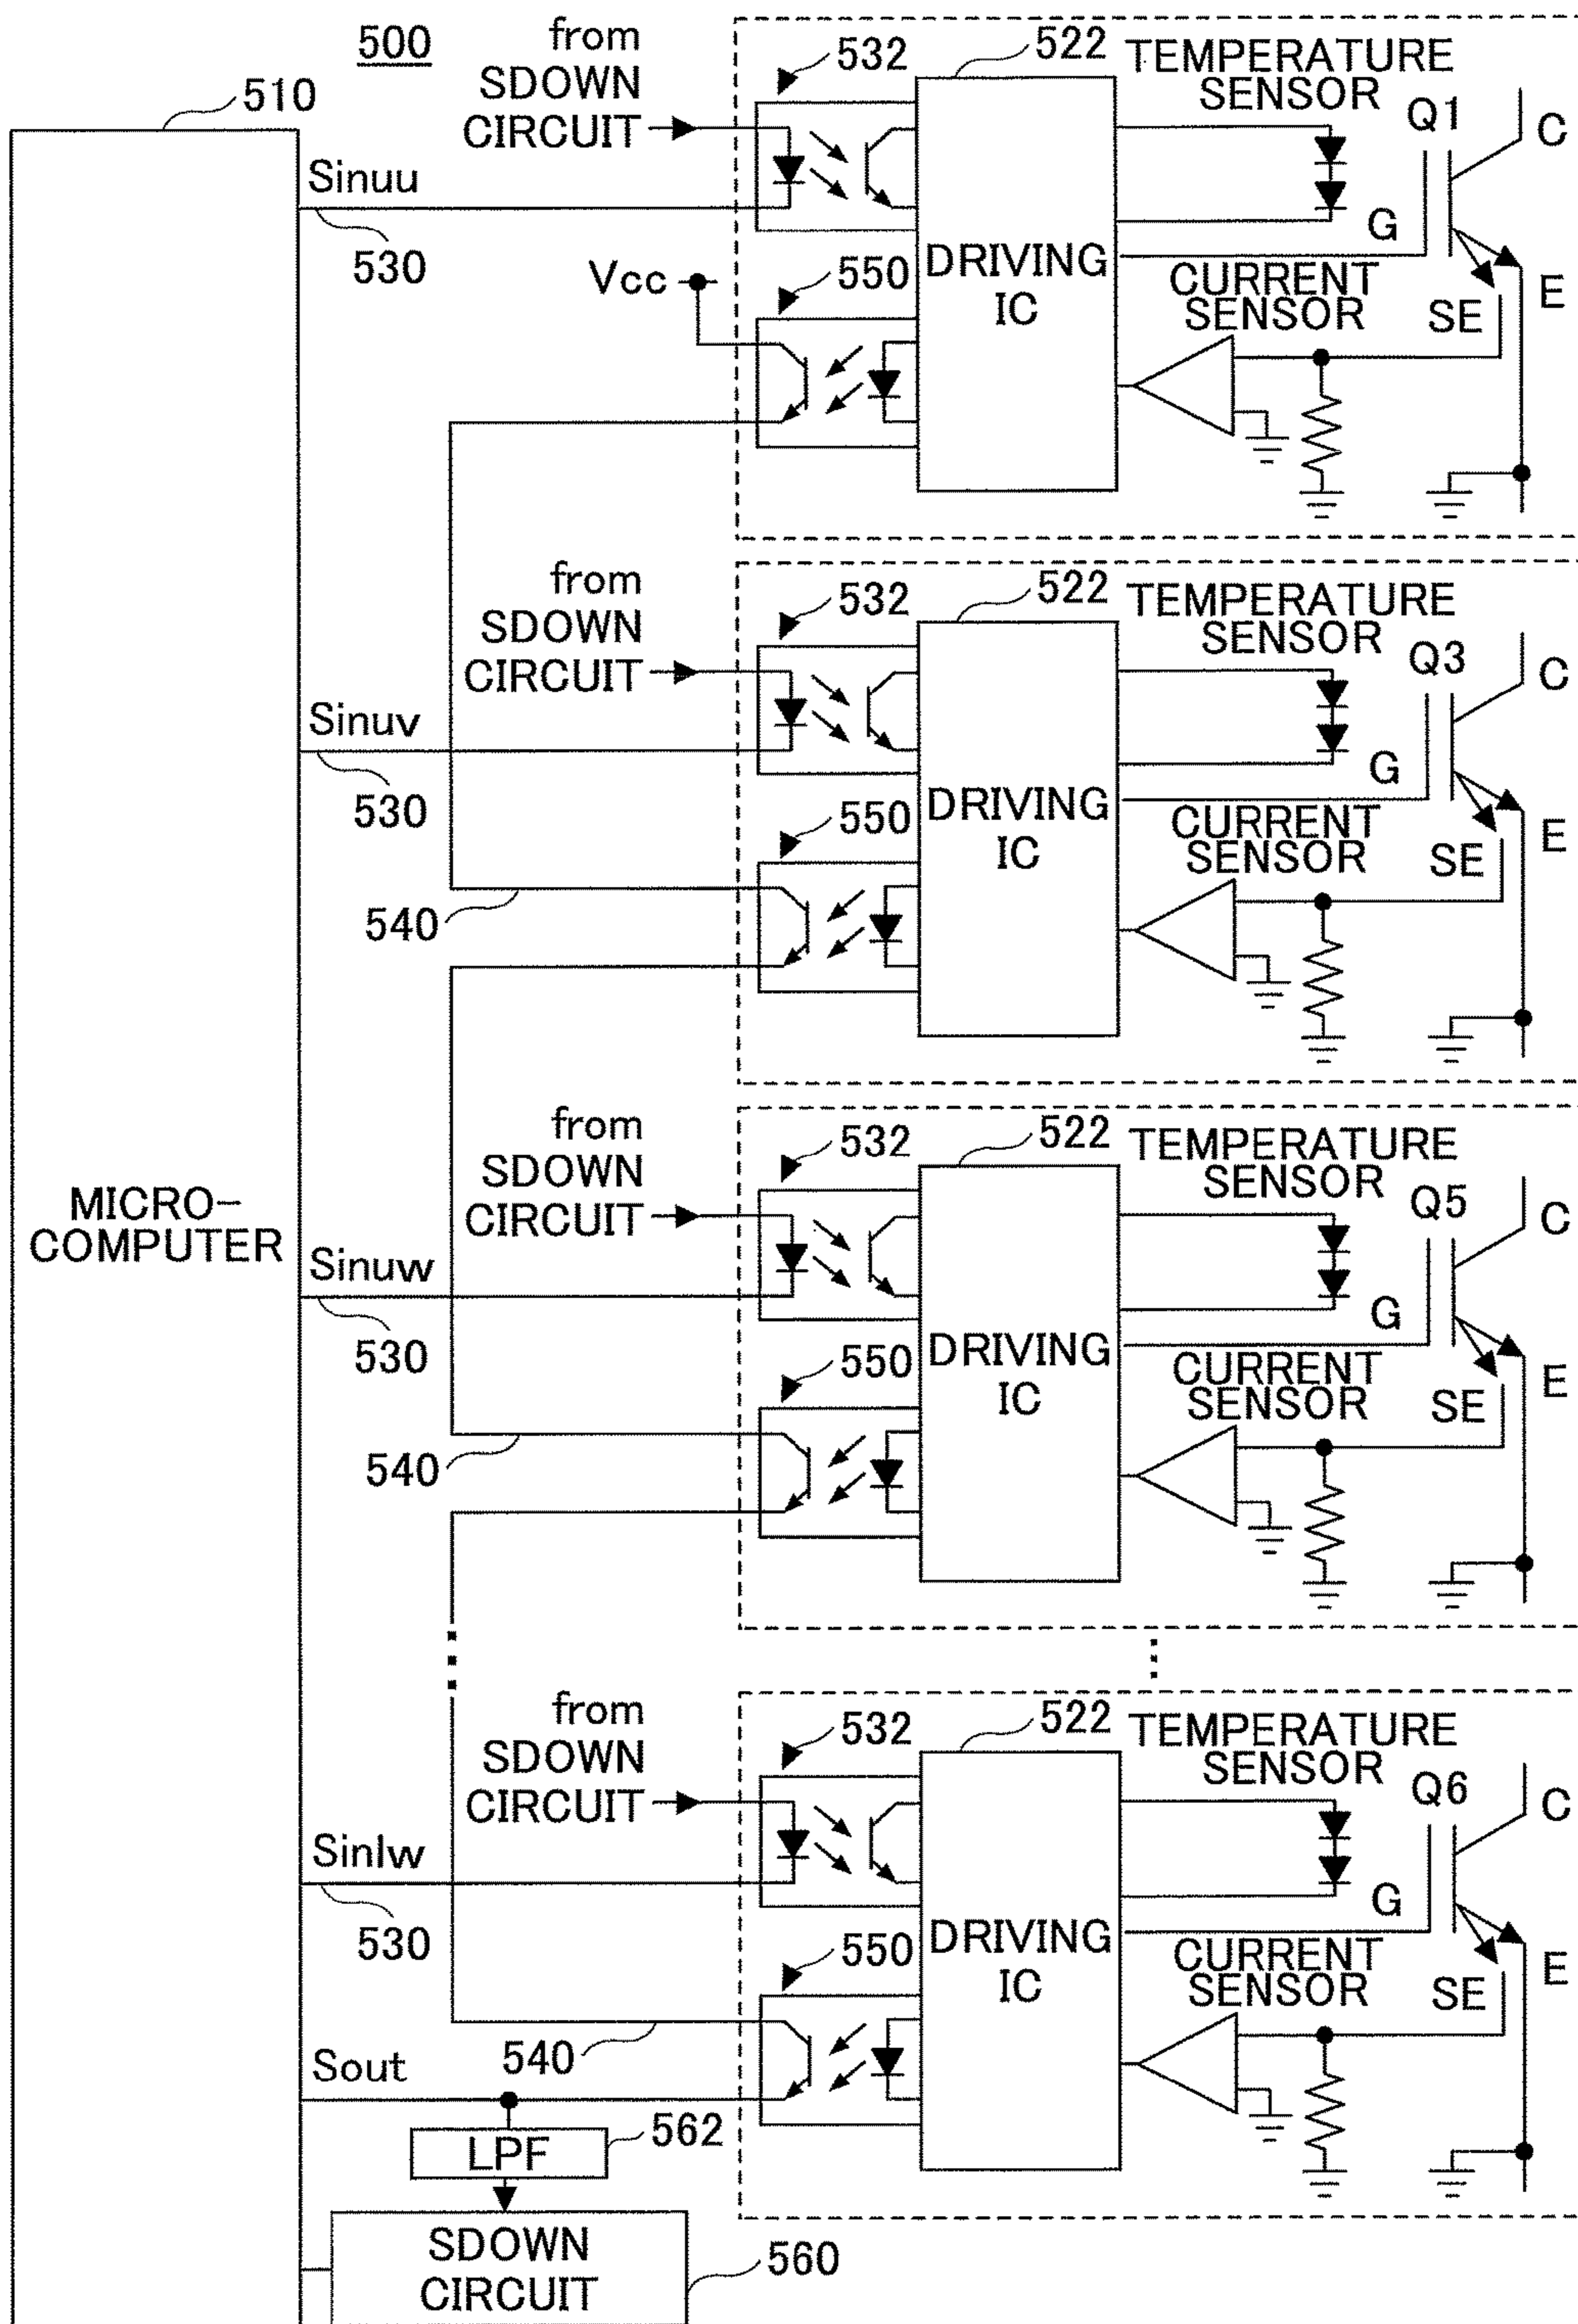 500
from
SDOWN
CIRCUIT
532
522
TEMPERATURE
SENSOR
Q1
C
510
Sinuu
530
G
Vcc
550
DRIVING
IC
CURRENT
SENSOR
SE
E
from
SDOWN
CIRCUIT
532
522
TEMPERATURE
SENSOR
Q3
C
Sinuv
530
G
550
DRIVING
IC
CURRENT
SENSOR
SE
E
540
from
SDOWN
CIRCUIT
532
522
TEMPERATURE
SENSOR
Q5
C
MICRO-
COMPUTER
Sinuw
530
G
550
DRIVING
IC
CURRENT
SENSOR
SE
E
540
from
SDOWN
CIRCUIT
532
522
TEMPERATURE
SENSOR
Q6
C
Sinlw
530
G
550
DRIVING
IC
CURRENT
SENSOR
SE
E
540
Sout
LPF
562
SDOWN
CIRCUIT
560